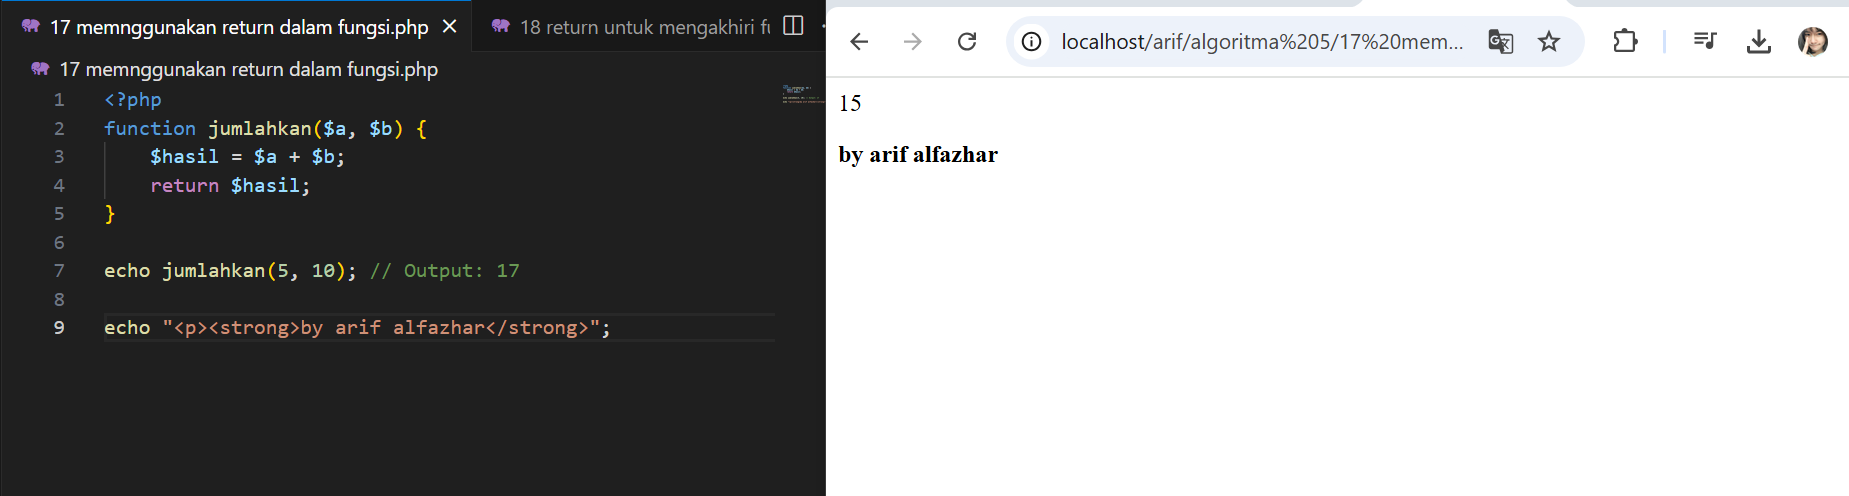 17 memnggunakan return dalam fungsi.php
18 return untuk mengakhiri fu
17 memnggunakan return dalam fungsi.php
1 <?php
2 function jumlahkan($a, $b) {
3     $hasil = $a + $b;
4     return $hasil;
5 }
6
7 echo jumlahkan(5, 10); // Output: 17
8
9 echo "<p><strong>by arif alfazhar</strong>";
localhost/arif/algoritma%205/17%20mem...
15
by arif alfazhar